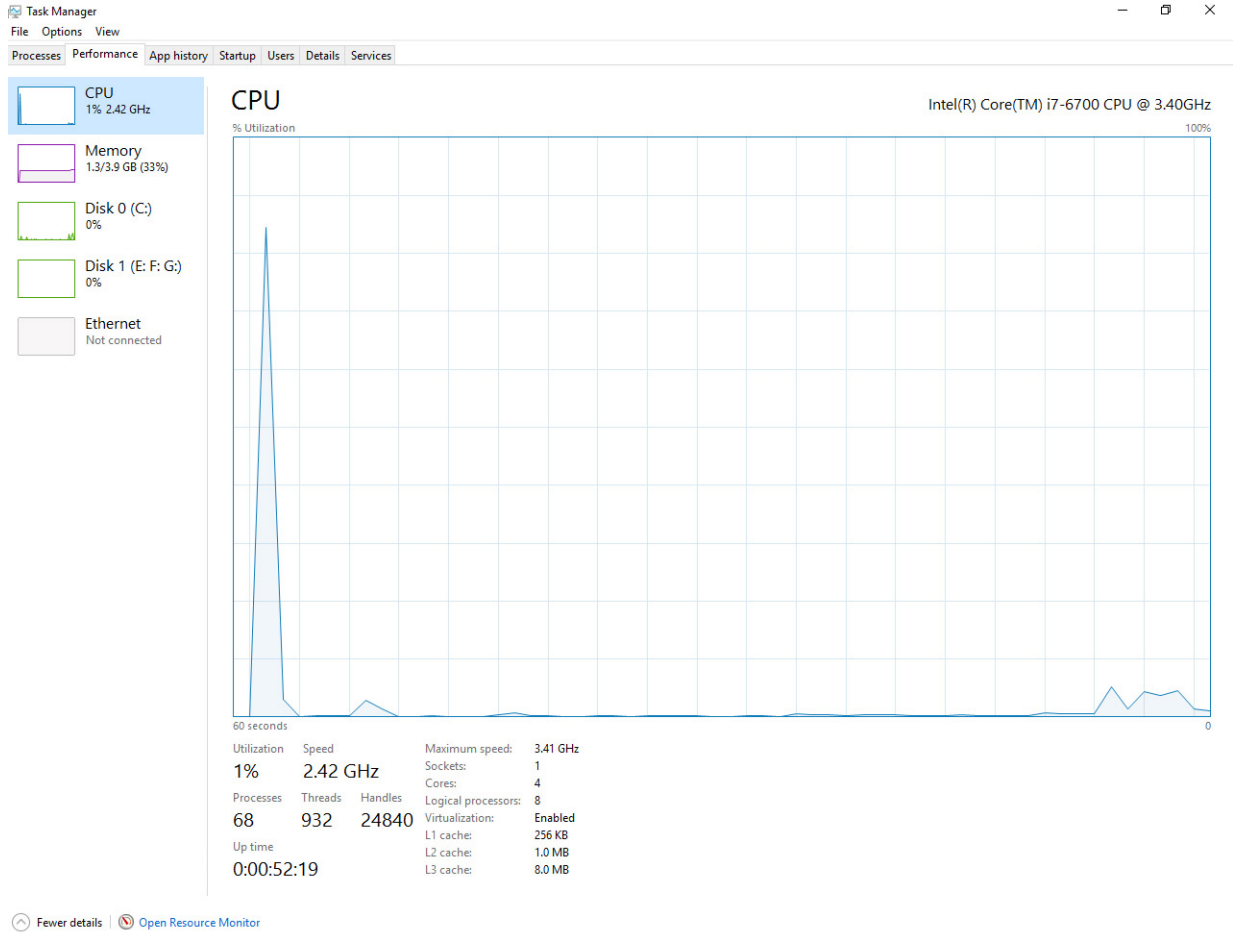 Task Manager
File Options View
Processes Performance App history Startup Users Details Services
CPU
1% 2.42 GHz
Memory
1.3/3.9 GB (33%)
Disk 0 (C:)
0%
Disk 1 (E: F: G:)
0%
Ethernet
Not connected
CPU
Intel(R) Core(TM) i7-6700 CPU @ 3.40GHz
% Utilization
100%
60 seconds
0
Utilization Speed
1% 2.42 GHz
Processes Threads Handles
68 932 24840
Up time
0:00:52:19
Maximum speed: 3.41 GHz
Sockets: 1
Cores: 4
Logical processors: 8
Virtualization: Enabled
L1 cache: 256 KB
L2 cache: 1.0 MB
L3 cache: 8.0 MB
Fewer details Open Resource Monitor